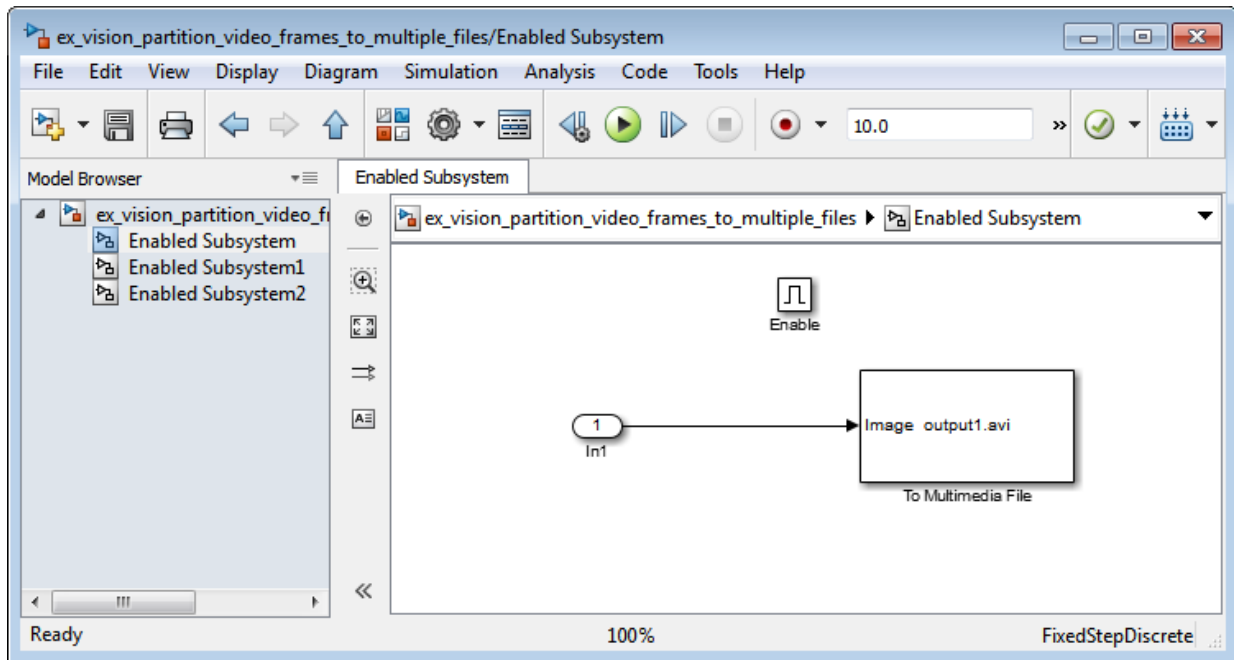 ex_vision_partition_video_frames_to_multiple_files/Enabled Subsystem
File Edit View Display Diagram Simulation Analysis Code Tools Help
10.0 »
Model Browser
Enabled Subsystem
ex_vision_partition_video_fr
Enabled Subsystem
Enabled Subsystem1
Enabled Subsystem2
ex_vision_partition_video_frames_to_multiple_files Enabled Subsystem
Enable
1
In1
Image output1.avi
To Multimedia File
Ready 100% FixedStepDiscrete